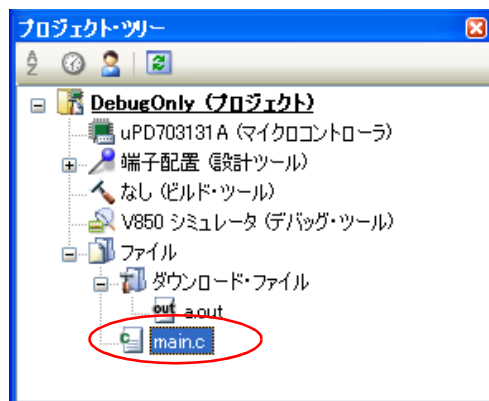 プロジェクト・ツリー
DebugOnly (プロジェクト)
uPD703131A (マイクロコントローラ)
端子配置 (設計ツール)
なし (ビルド・ツール)
V850 シミュレータ (デバッグ・ツール)
ファイル
ダウンロード・ファイル
out a.out
main.c